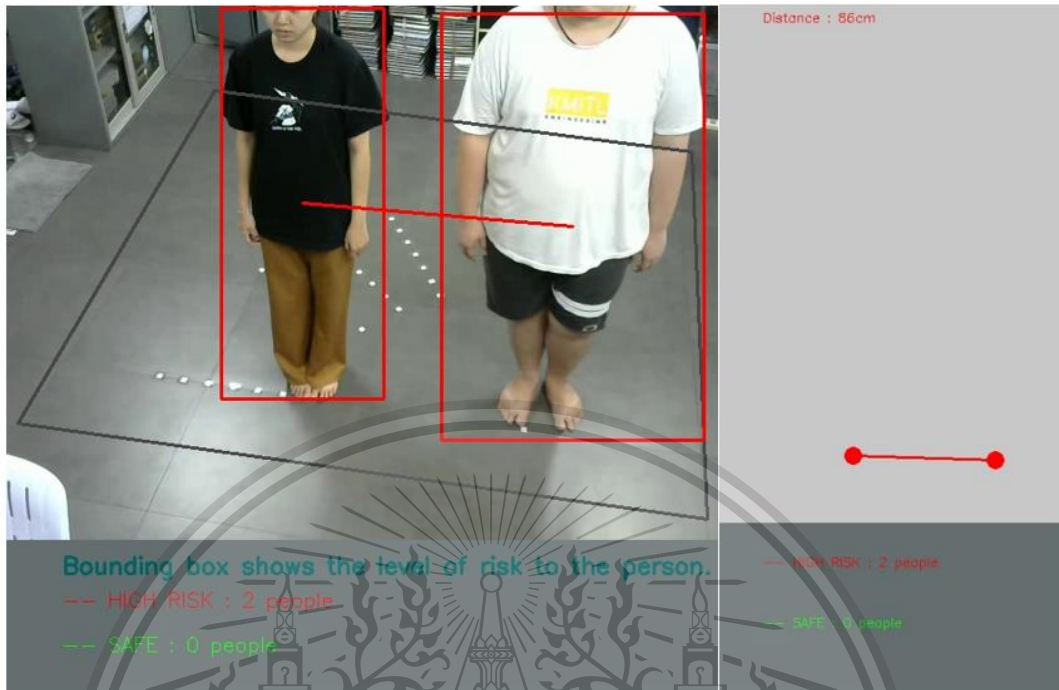 Distance : 86cm
KMITL
ENGINEERING
Bounding box shows the level of risk to the person.
-- HIGH RISK : 2 people
-- SAFE : 0 people
-- HIGH RISK : 2 people
-- SAFE : 0 people